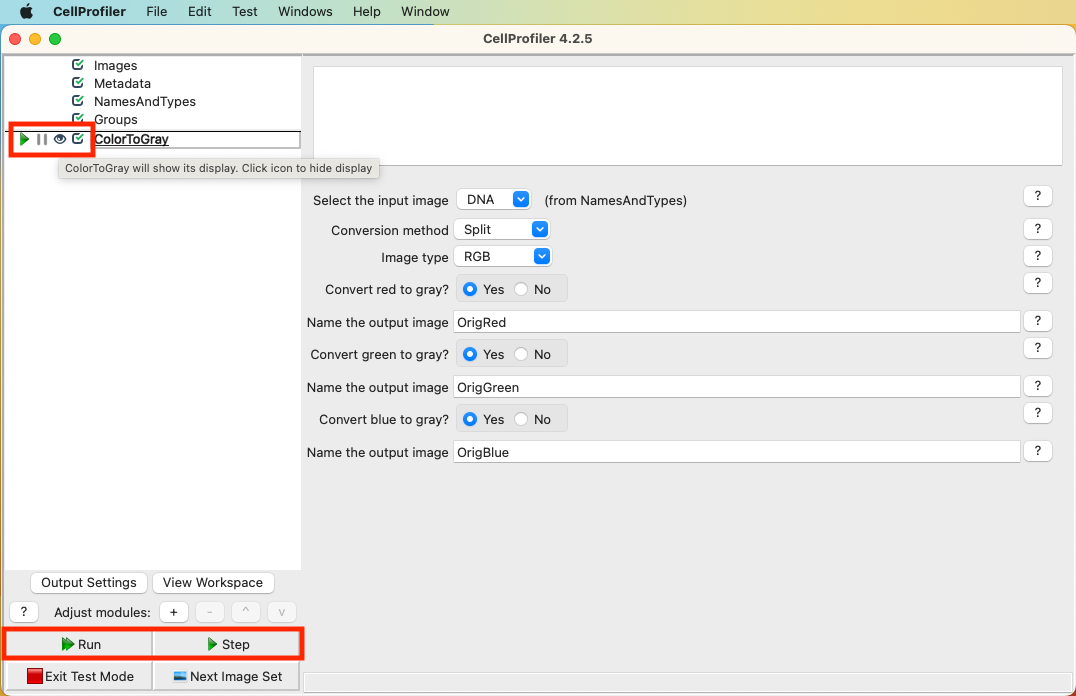 CellProfiler File Edit Test Windows Help Window
CellProfiler 4.2.5
Images
Metadata
NamesAndTypes
Groups
ColorToGray
ColorToGray will show its display. Click icon to hide display
Select the input image DNA (from NamesAndTypes) ?
Conversion method Split ?
Image type RGB ?
Convert red to gray? Yes No ?
Name the output image OrigRed ?
Convert green to gray? Yes No ?
Name the output image OrigGreen ?
Convert blue to gray? Yes No ?
Name the output image OrigBlue ?
Output Settings View Workspace
? Adjust modules: + - ^ v
Run Step
Exit Test Mode Next Image Set